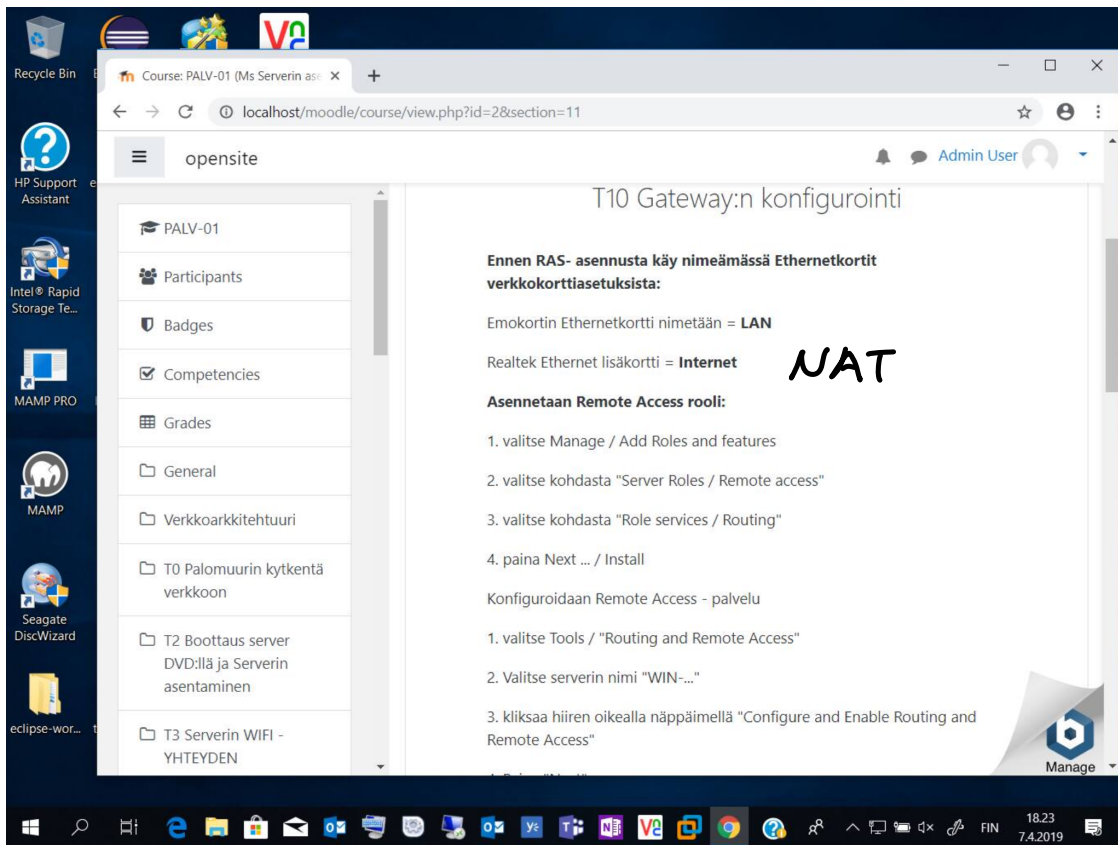 Recycle Bin
Course: PALV-01 (Ms Serverin ase
localhost/moodle/course/view.php?id=2&section=11
opensite
Admin User
HP Support
Assistant
Intel® Rapid
Storage Te...
MAMP PRO
MAMP
Seagate
DiscWizard
eclipse-wor...
PALV-01
Participants
Badges
Competencies
Grades
General
Verkkoarkkitehtuuri
T0 Palomuurin kytkentä
verkkoon
T2 Boottaus server
DVD:llä ja Serverin
asentaminen
T3 Serverin WIFI -
YHTEYDEN
T10 Gateway:n konfigurointi
Ennen RAS- asennusta käy nimeämässä Ethernetkortit
verkkokorttiasetuksista:
Emokortin Ethernetkortti nimetään = LAN
Realtek Ethernet lisäkortti = Internet
NAT
Asennetaan Remote Access rooli:
1. valitse Manage / Add Roles and features
2. valitse kohdasta "Server Roles / Remote access"
3. valitse kohdasta "Role services / Routing"
4. paina Next ... / Install
Konfiguroidaan Remote Access - palvelu
1. valitse Tools / "Routing and Remote Access"
2. Valitse serverin nimi "WIN-..."
3. kliksaa hiiren oikealla näppäimellä "Configure and Enable Routing and
Remote Access"
Manage
FIN
18.23
7.4.2019